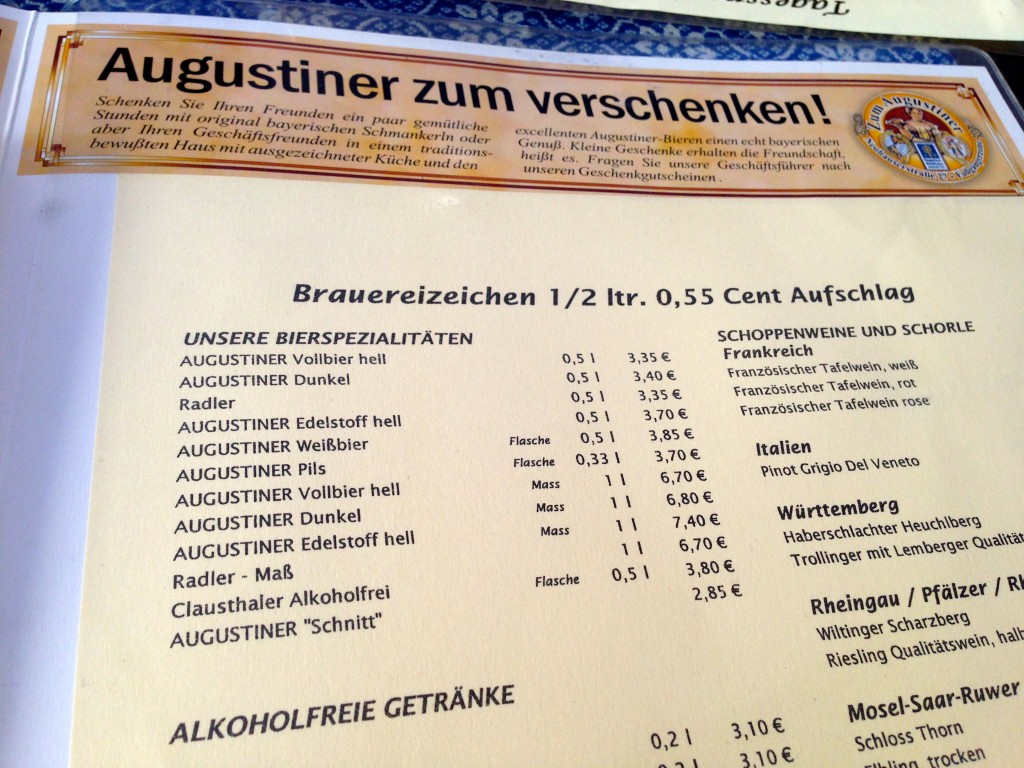 Tagess
Augustiner zum verschenken!
Schenken Sie Ihren Freunden ein paar gemütliche
Stunden mit original bayerischen Schmankerln oder
aber Ihren Geschäftsfreunden in einem traditions-
bewußten Haus mit ausgezeichneter Küche und den
excellenten Augustiner-Bieren einen echt bayerischen
Genuß. Kleine Geschenke erhalten die Freundschaft,
heißt es. Fragen Sie unsere Geschäftsführer nach
unseren Geschenkgutscheinen.
Zum Augustiner
Brauereizeichen 1/2 ltr. 0,55 Cent Aufschlag
UNSERE BIERSPEZIALITÄTEN
AUGUSTINER Vollbier hell 0,5 l 3,35 €
AUGUSTINER Dunkel 0,5 l 3,40 €
Radler 0,5 l 3,35 €
AUGUSTINER Edelstoff hell 0,5 l 3,70 €
AUGUSTINER Weißbier Flasche 0,5 l 3,85 €
AUGUSTINER Pils Flasche 0,33 l 3,70 €
AUGUSTINER Vollbier hell Mass 1 l 6,70 €
AUGUSTINER Dunkel Mass 1 l 6,80 €
AUGUSTINER Edelstoff hell Mass 1 l 7,40 €
Radler - Maß 1 l 6,70 €
Clausthaler Alkoholfrei Flasche 0,5 l 3,80 €
AUGUSTINER "Schnitt" 2,85 €
ALKOHOLFREIE GETRÄNKE
0,2 l 3,10 €
0,2 l 3,10 €
SCHOPPENWEINE UND SCHORLE
Frankreich
Französischer Tafelwein, weiß
Französischer Tafelwein, rot
Französischer Tafelwein rose
Italien
Pinot Grigio Del Veneto
Württemberg
Haberschlachter Heuchlberg
Trollinger mit Lemberger Qualität
Rheingau / Pfälzer / Rh
Wiltinger Scharzberg
Riesling Qualitätswein, halb
Mosel-Saar-Ruwer
Schloss Thorn
Elbling, trocken